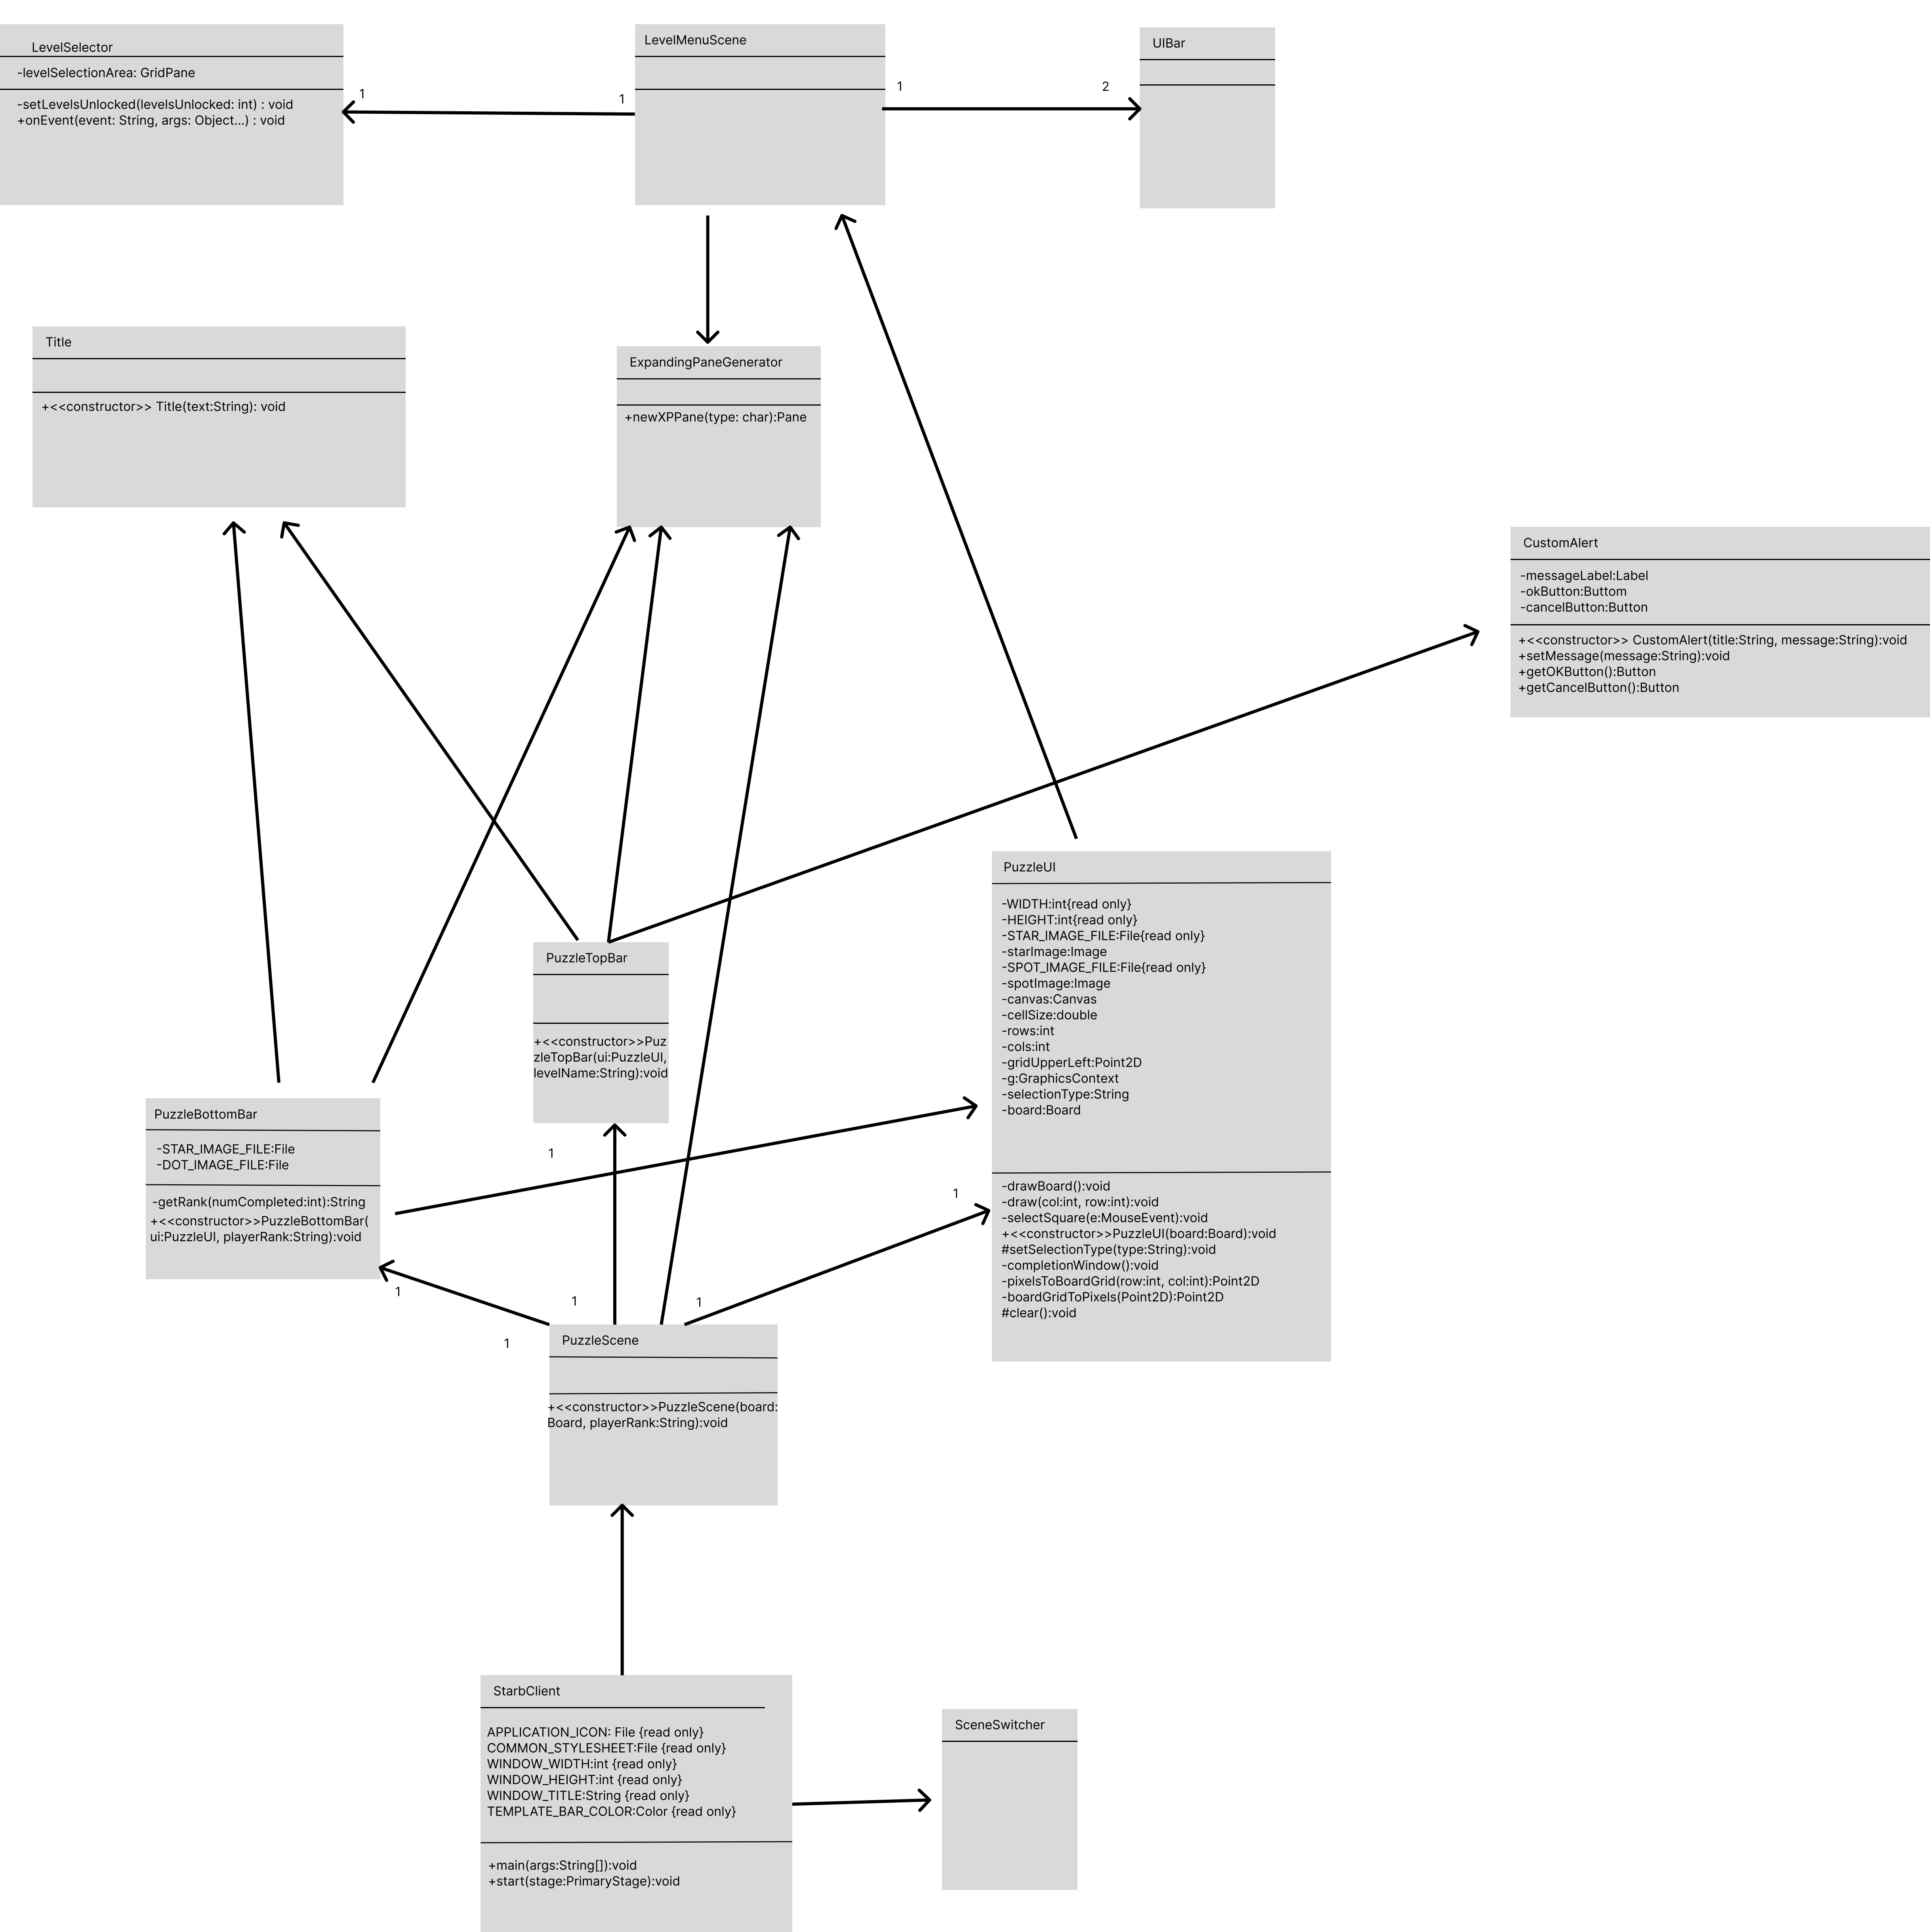 LevelSelector
-levelSelectionArea: GridPane
-setLevelsUnlocked(levelsUnlocked: int) : void
+onEvent(event: String, args: Object...) : void
1
1
LevelMenuScene
1
2
UIBar
Title
+<<constructor>> Title(text:String): void
ExpandingPaneGenerator
+newXPPane(type: char):Pane
CustomAlert
-messageLabel:Label
-okButton:Buttom
-cancelButton:Button
+<<constructor>> CustomAlert(title:String, message:String):void
+setMessage(message:String):void
+getOKButton():Button
+getCancelButton():Button
PuzzleUI
-WIDTH:int{read only}
-HEIGHT:int{read only}
-STAR_IMAGE_FILE:File{read only}
-starImage:Image
-SPOT_IMAGE_FILE:File{read only}
-spotImage:Image
-canvas:Canvas
-cellSize:double
-rows:int
-cols:int
-gridUpperLeft:Point2D
-g:GraphicsContext
-selectionType:String
-board:Board
-drawBoard():void
-draw(col:int, row:int):void
-selectSquare(e:MouseEvent):void
+<<constructor>>PuzzleUI(board:Board):void
#setSelectionType(type:String):void
-completionWindow():void
-pixelsToBoardGrid(row:int, col:int):Point2D
-boardGridToPixels(Point2D):Point2D
#clear():void
PuzzleTopBar
+<<constructor>>Puz
zleTopBar(ui:PuzzleUI,
levelName:String):void
PuzzleBottomBar
-STAR_IMAGE_FILE:File
-DOT_IMAGE_FILE:File
-getRank(numCompleted:int):String
+<<constructor>>PuzzleBottomBar(
ui:PuzzleUI, playerRank:String):void
1
1
1
1
1
1
PuzzleScene
+<<constructor>>PuzzleScene(board:
Board, playerRank:String):void
StarbClient
APPLICATION_ICON: File {read only}
COMMON_STYLESHEET:File {read only}
WINDOW_WIDTH:int {read only}
WINDOW_HEIGHT:int {read only}
WINDOW_TITLE:String {read only}
TEMPLATE_BAR_COLOR:Color {read only}
+main(args:String[]):void
+start(stage:PrimaryStage):void
SceneSwitcher